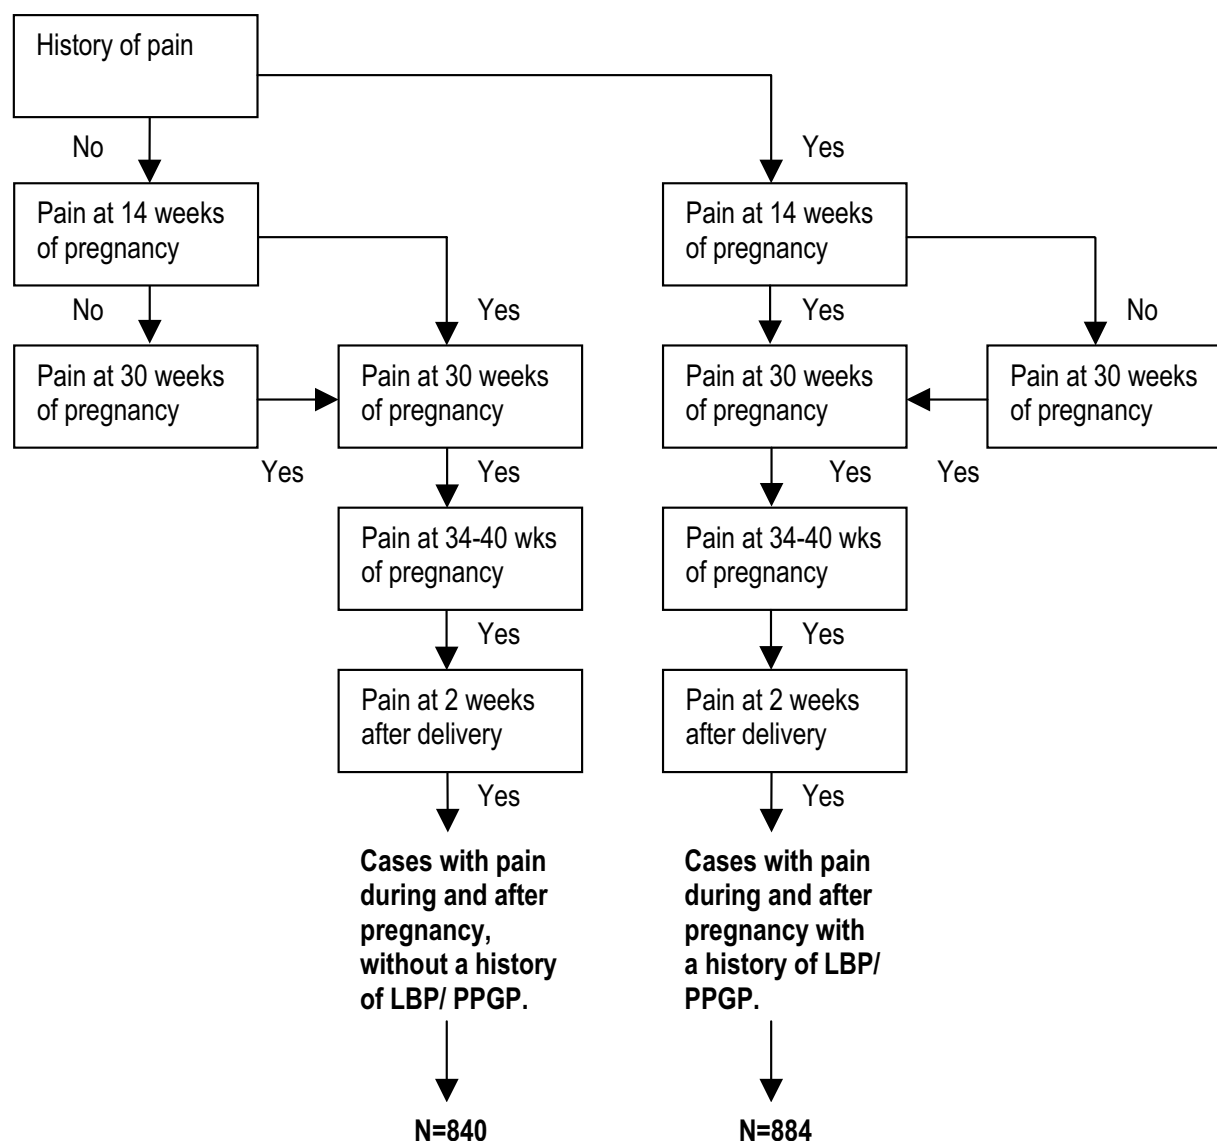 History of pain
No
Yes
Pain at 14 weeks
of pregnancy
Pain at 14 weeks
of pregnancy
No
Yes
Yes
No
Pain at 30 weeks
of pregnancy
Pain at 30 weeks
of pregnancy
Pain at 30 weeks
of pregnancy
Pain at 30 weeks
of pregnancy
Yes
Yes
Yes
Yes
Pain at 34-40 wks
of pregnancy
Pain at 34-40 wks
of pregnancy
Yes
Yes
Pain at 2 weeks
after delivery
Pain at 2 weeks
after delivery
Yes
Yes
Cases with pain
during and after
pregnancy,
without a history
of LBP/ PPGP.
Cases with pain
during and after
pregnancy with
a history of LBP/
PPGP.
N=840
N=884